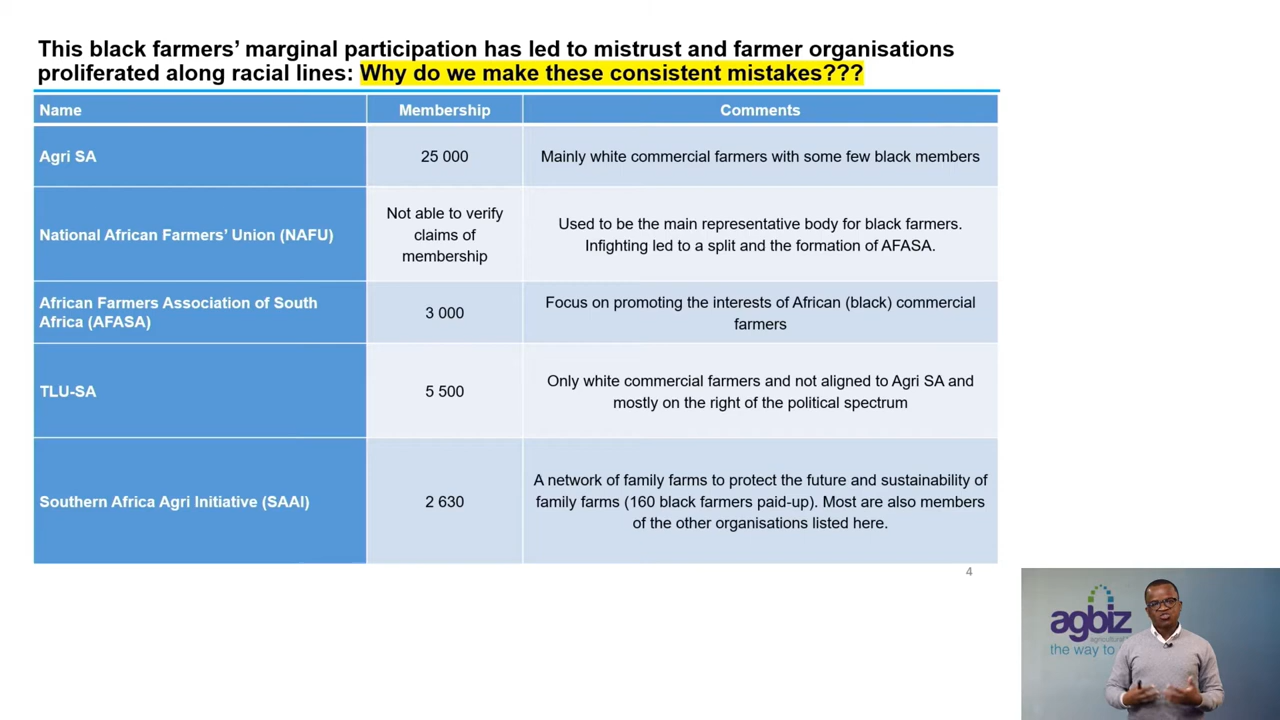 This black farmers' marginal participation has led to mistrust and farmer organisations
proliferated along racial lines: Why do we make these consistent mistakes???
Name
Membership
Comments
Agri SA
25 000
Mainly white commercial farmers with some few black members
National African Farmers' Union (NAFU)
Not able to verify
claims of
membership
Used to be the main representative body for black farmers.
Infighting led to a split and the formation of AFASA.
African Farmers Association of South
Africa (AFASA)
3 000
Focus on promoting the interests of African (black) commercial
farmers
TLU-SA
5 500
Only white commercial farmers and not aligned to Agri SA and
mostly on the right of the political spectrum
Southern Africa Agri Initiative (SAAI)
2 630
A network of family farms to protect the future and sustainability of
family farms (160 black farmers paid-up). Most are also members
of the other organisations listed here.
4
agbiz
the way to